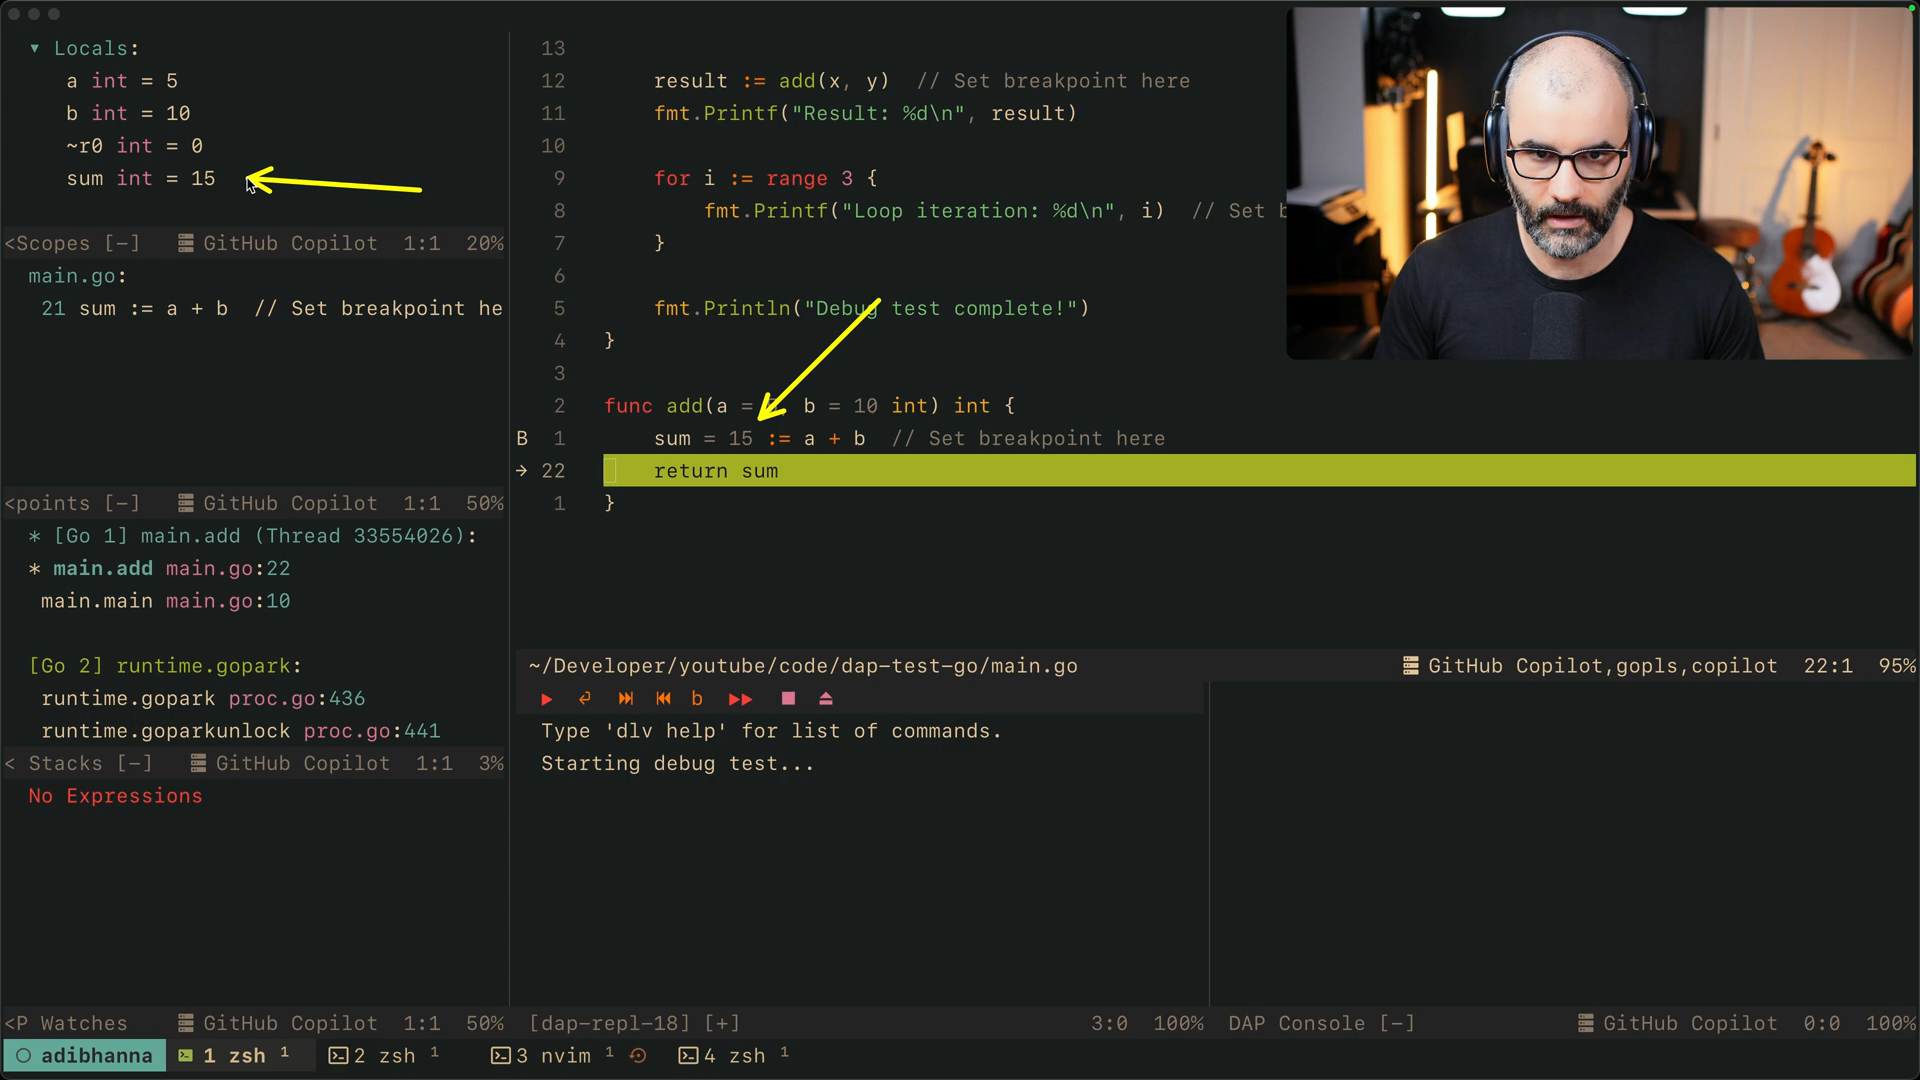 ▾ Locals:
a int = 5
b int = 10
~r0 int = 0
sum int = 15
<Scopes [-] GitHub Copilot 1:1 20%
main.go:
21 sum := a + b // Set breakpoint he
<points [-] GitHub Copilot 1:1 50%
* [Go 1] main.add (Thread 33554026):
* main.add main.go:22
main.main main.go:10
[Go 2] runtime.gopark:
runtime.gopark proc.go:436
runtime.goparkunlock proc.go:441
< Stacks [-] GitHub Copilot 1:1 3%
No Expressions
<P Watches GitHub Copilot 1:1 50%
13
12 result := add(x, y) // Set breakpoint here
11 fmt.Printf("Result: %d\n", result)
10
9 for i := range 3 {
8 fmt.Printf("Loop iteration: %d\n", i) // Set b
7 }
6
5 fmt.Println("Debug test complete!")
4 }
3
2 func add(a = b = 10 int) int {
B 1 sum = 15 := a + b // Set breakpoint here
→ 22 return sum
1 }
~/Developer/youtube/code/dap-test-go/main.go GitHub Copilot,gopls,copilot 22:1 95%
b
Type 'dlv help' for list of commands.
Starting debug test...
[dap-repl-18] [+] 3:0 100%
DAP Console [-] GitHub Copilot 0:0 100%
adibhanna 1 zsh 1 2 zsh 1 3 nvim 1 4 zsh 1